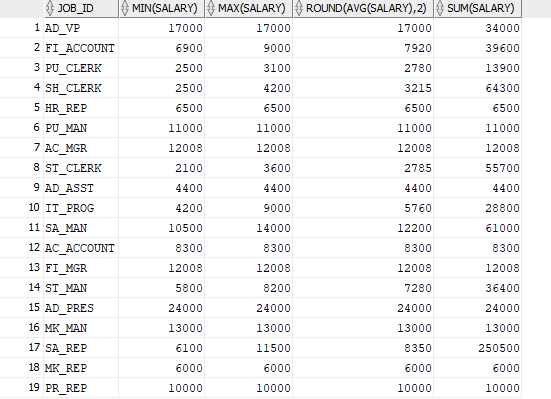 JOB_ID MIN(SALARY) MAX(SALARY) ROUND(AVG(SALARY),2) SUM(SALARY)
1 AD_VP 17000 17000 17000 34000
2 FI_ACCOUNT 6900 9000 7920 39600
3 PU_CLERK 2500 3100 2780 13900
4 SH_CLERK 2500 4200 3215 64300
5 HR_REP 6500 6500 6500 6500
6 PU_MAN 11000 11000 11000 11000
7 AC_MGR 12008 12008 12008 12008
8 ST_CLERK 2100 3600 2785 55700
9 AD_ASST 4400 4400 4400 4400
10 IT_PROG 4200 9000 5760 28800
11 SA_MAN 10500 14000 12200 61000
12 AC_ACCOUNT 8300 8300 8300 8300
13 FI_MGR 12008 12008 12008 12008
14 ST_MAN 5800 8200 7280 36400
15 AD_PRES 24000 24000 24000 24000
16 MK_MAN 13000 13000 13000 13000
17 SA_REP 6100 11500 8350 250500
18 MK_REP 6000 6000 6000 6000
19 PR_REP 10000 10000 10000 10000